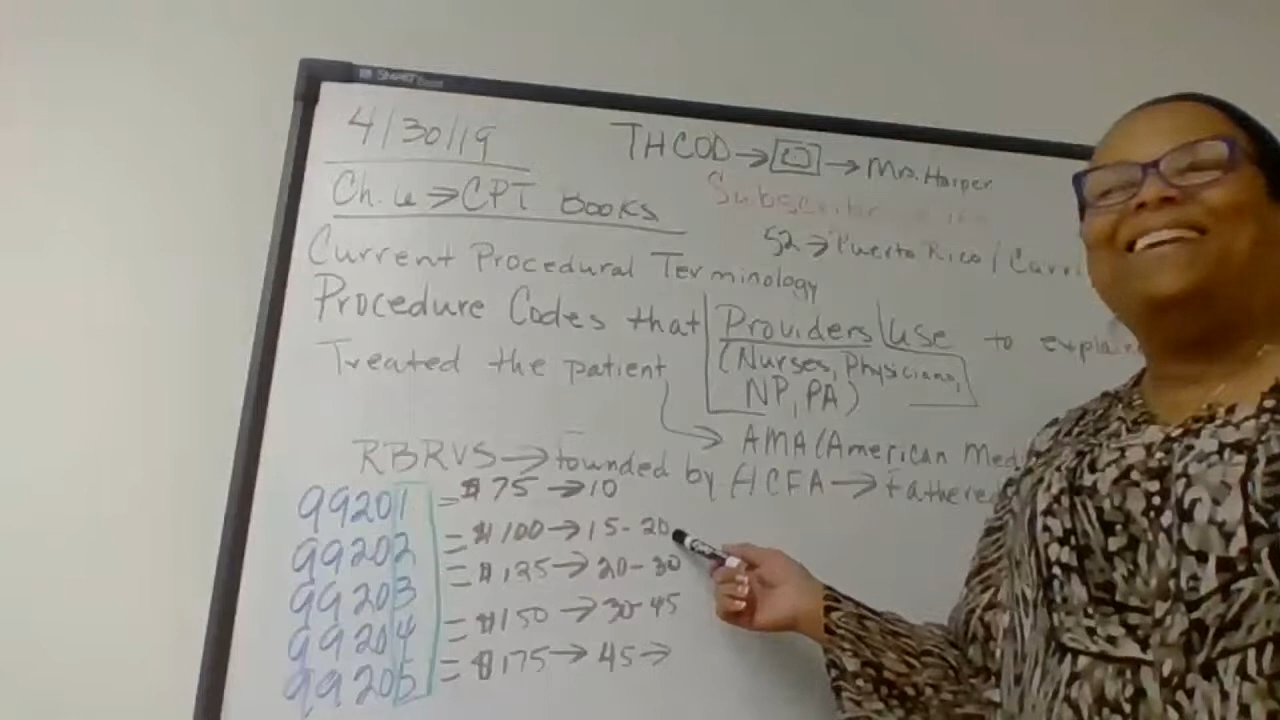 SMART
4/30/19
THCOD → → Mrs. Harper
Ch. 6 → CPT Books
52 → Puerto Rico /
Current Procedural Terminology
Procedure Codes that Providers use to explain
Treated the patient
(Nurses, Physicians,
NP, PA)
AMA (American Med
RBRVS → founded by HCFA → Fathered
99201 = $75 → 10
99202 = $100 → 15-20
99203 = $125 → 20-30
99204 = $150 → 30-45
99205 = $175 → 45 →